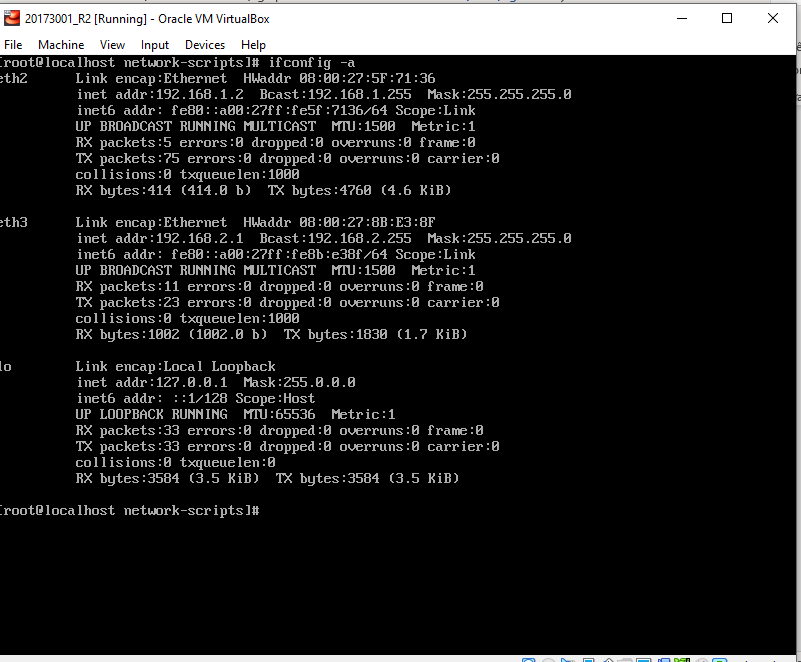 20173001_R2 [Running] - Oracle VM VirtualBox
File Machine View Input Devices Help
[root@localhost network-scripts]# ifconfig -a
eth2 Link encap:Ethernet HWaddr 08:00:27:5F:71:36
inet addr:192.168.1.2 Bcast:192.168.1.255 Mask:255.255.255.0
inet6 addr: fe80::a00:27ff:fe5f:7136/64 Scope:Link
UP BROADCAST RUNNING MULTICAST MTU:1500 Metric:1
RX packets:5 errors:0 dropped:0 overruns:0 frame:0
TX packets:75 errors:0 dropped:0 overruns:0 carrier:0
collisions:0 txqueuelen:1000
RX bytes:414 (414.0 b) TX bytes:4760 (4.6 KiB)
eth3 Link encap:Ethernet HWaddr 08:00:27:8B:E3:8F
inet addr:192.168.2.1 Bcast:192.168.2.255 Mask:255.255.255.0
inet6 addr: fe80::a00:27ff:fe8b:e38f/64 Scope:Link
UP BROADCAST RUNNING MULTICAST MTU:1500 Metric:1
RX packets:11 errors:0 dropped:0 overruns:0 frame:0
TX packets:23 errors:0 dropped:0 overruns:0 carrier:0
collisions:0 txqueuelen:1000
RX bytes:1002 (1002.0 b) TX bytes:1830 (1.7 KiB)
lo Link encap:Local Loopback
inet addr:127.0.0.1 Mask:255.0.0.0
inet6 addr: ::1/128 Scope:Host
UP LOOPBACK RUNNING MTU:65536 Metric:1
RX packets:33 errors:0 dropped:0 overruns:0 frame:0
TX packets:33 errors:0 dropped:0 overruns:0 carrier:0
collisions:0 txqueuelen:0
RX bytes:3584 (3.5 KiB) TX bytes:3584 (3.5 KiB)
[root@localhost network-scripts]#